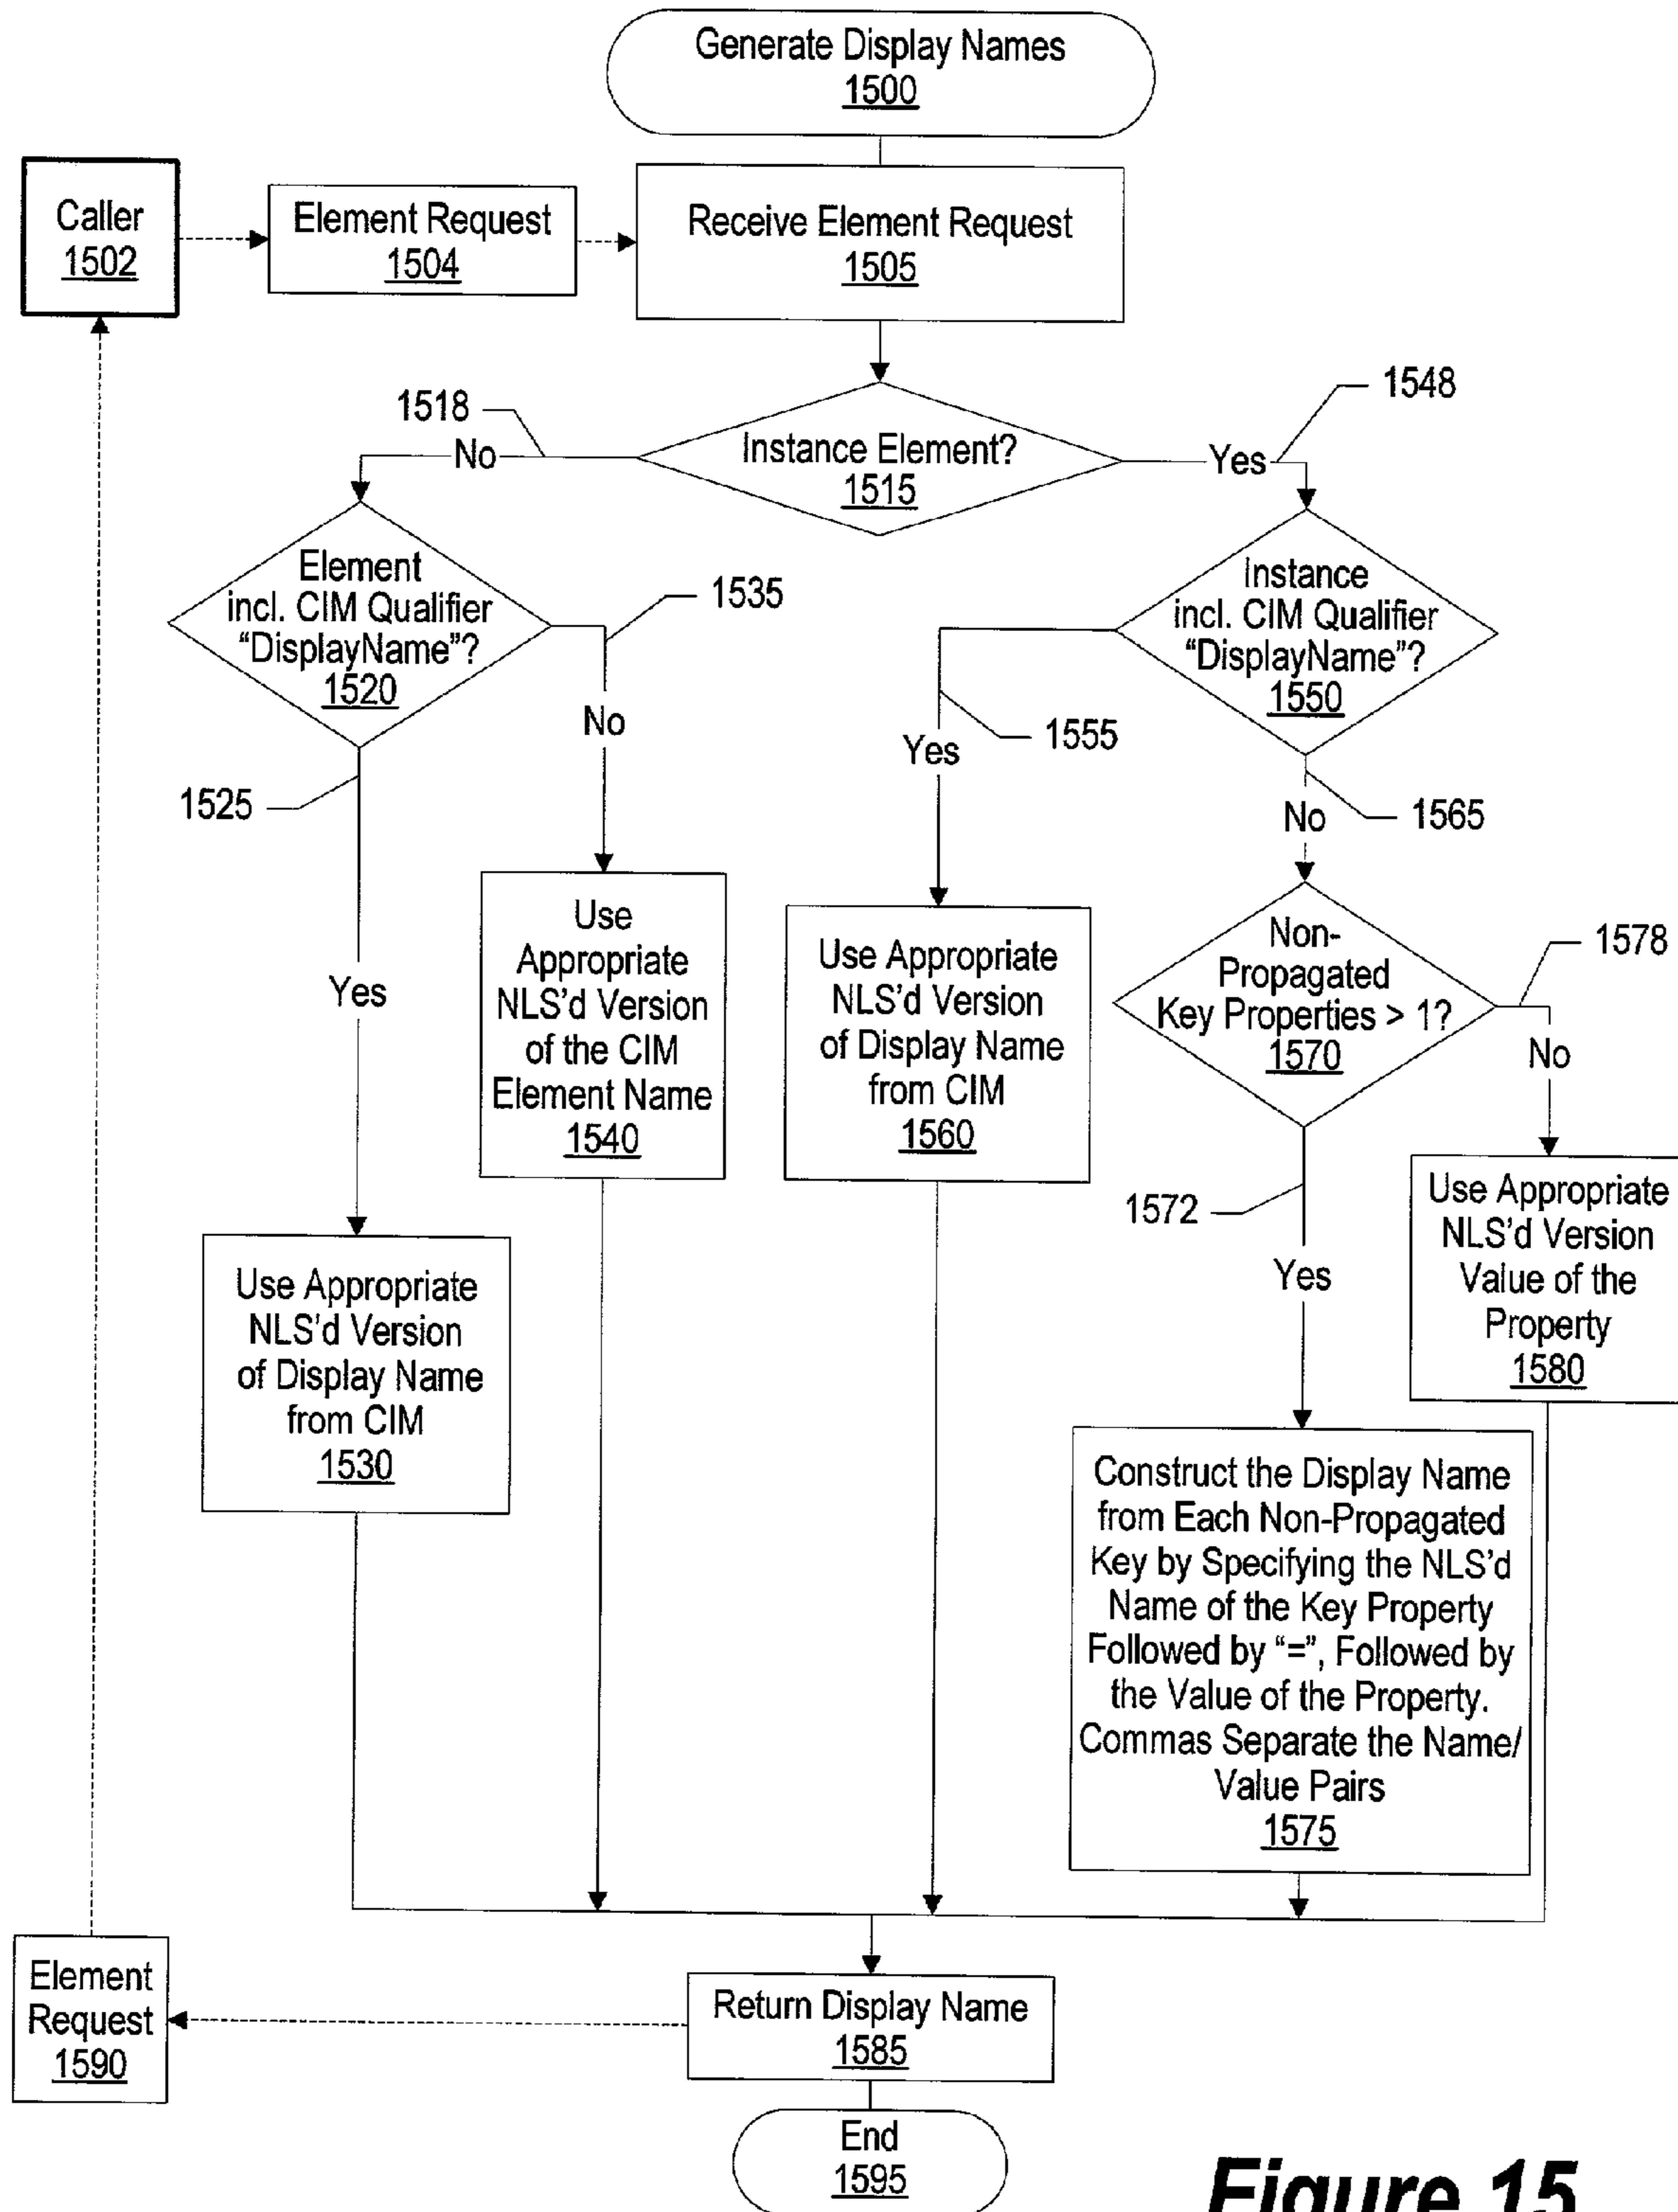 Generate Display Names
1500
Caller
1502
Element Request
1504
Receive Element Request
1505
1518
No
Instance Element?
1515
Yes
1548
Element
incl. CIM Qualifier
“DisplayName”?
1520
1535
No
1525
Yes
Instance
incl. CIM Qualifier
“DisplayName”?
1550
1555
Yes
1565
No
Use
Appropriate
NLS’d Version
of the CIM
Element Name
1540
Use Appropriate
NLS’d Version
of Display Name
from CIM
1560
Non-
Propagated
Key Properties > 1?
1570
1578
No
1572
Yes
Use Appropriate
NLS’d Version
Value of the
Property
1580
Use Appropriate
NLS’d Version
of Display Name
from CIM
1530
Construct the Display Name
from Each Non-Propagated
Key by Specifying the NLS’d
Name of the Key Property
Followed by “=”, Followed by
the Value of the Property.
Commas Separate the Name/
Value Pairs
1575
Element
Request
1590
Return Display Name
1585
End
1595
Figure 15